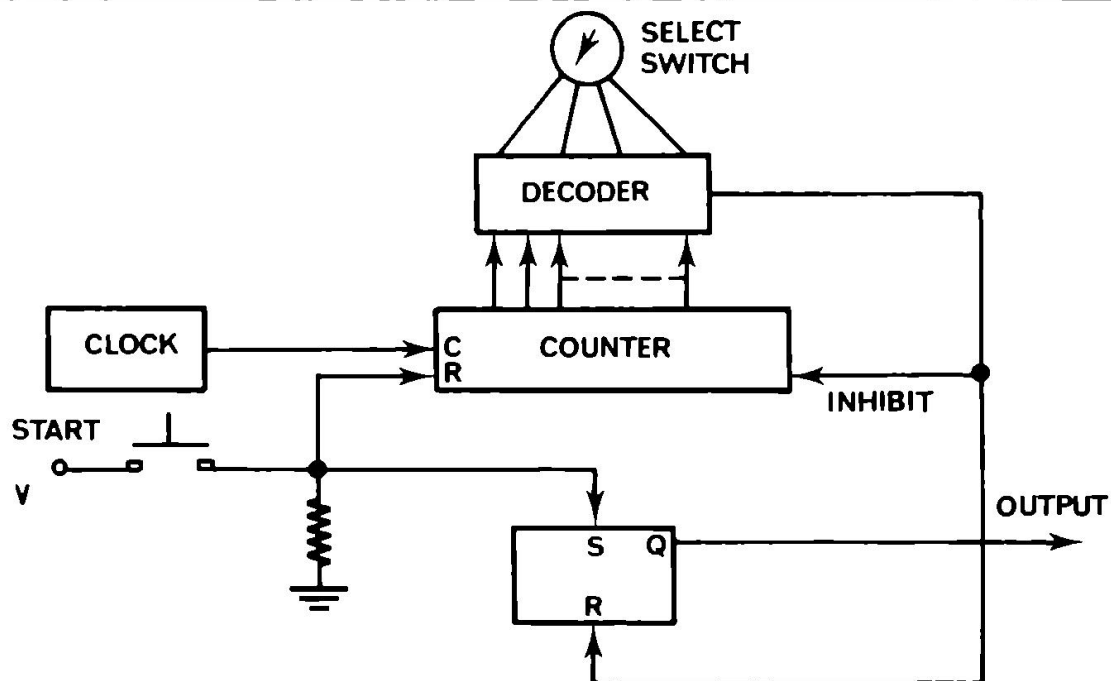 SELECT
SWITCH
DECODER
CLOCK
C
COUNTER
R
INHIBIT
START
V
OUTPUT
S
Q
R